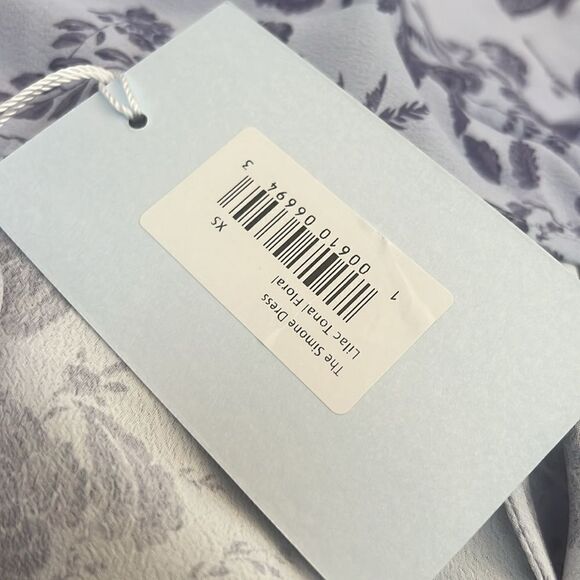 The Simone Dress
Lilac Tonal Floral
XS
1 00610 06694 3